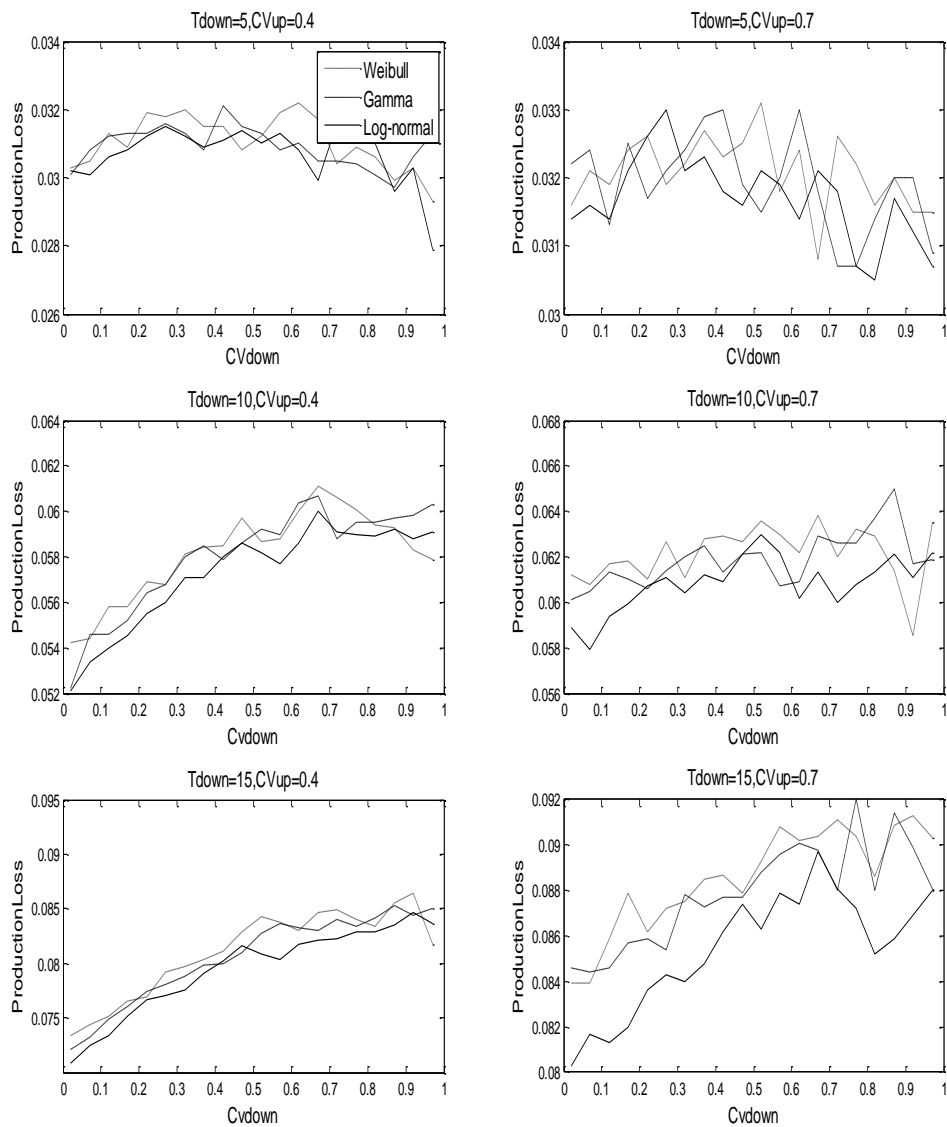 Tdown=5,CVup=0.4
0.034
0.032
0.03
0.028
0.026
ProductionLoss
Weibull
Gamma
Log-normal
0 0.1 0.2 0.3 0.4 0.5 0.6 0.7 0.8 0.9 1
CVdown
Tdown=5,CVup=0.7
0.034
0.033
0.032
0.031
0.03
ProductionLoss
0 0.1 0.2 0.3 0.4 0.5 0.6 0.7 0.8 0.9 1
CVdown
Tdown=10,CVup=0.4
0.064
0.062
0.06
0.058
0.056
0.054
0.052
ProductionLoss
0 0.1 0.2 0.3 0.4 0.5 0.6 0.7 0.8 0.9 1
Cvdown
Tdown=10,CVup=0.7
0.068
0.066
0.064
0.062
0.06
0.058
0.056
ProductionLoss
0 0.1 0.2 0.3 0.4 0.5 0.6 0.7 0.8 0.9 1
Cvdown
Tdown=15,CVup=0.4
0.095
0.09
0.085
0.08
0.075
ProductionLoss
0 0.1 0.2 0.3 0.4 0.5 0.6 0.7 0.8 0.9 1
Cvdown
Tdown=15,CVup=0.7
0.092
0.09
0.088
0.086
0.084
0.082
0.08
ProductionLoss
0 0.1 0.2 0.3 0.4 0.5 0.6 0.7 0.8 0.9 1
Cvdown